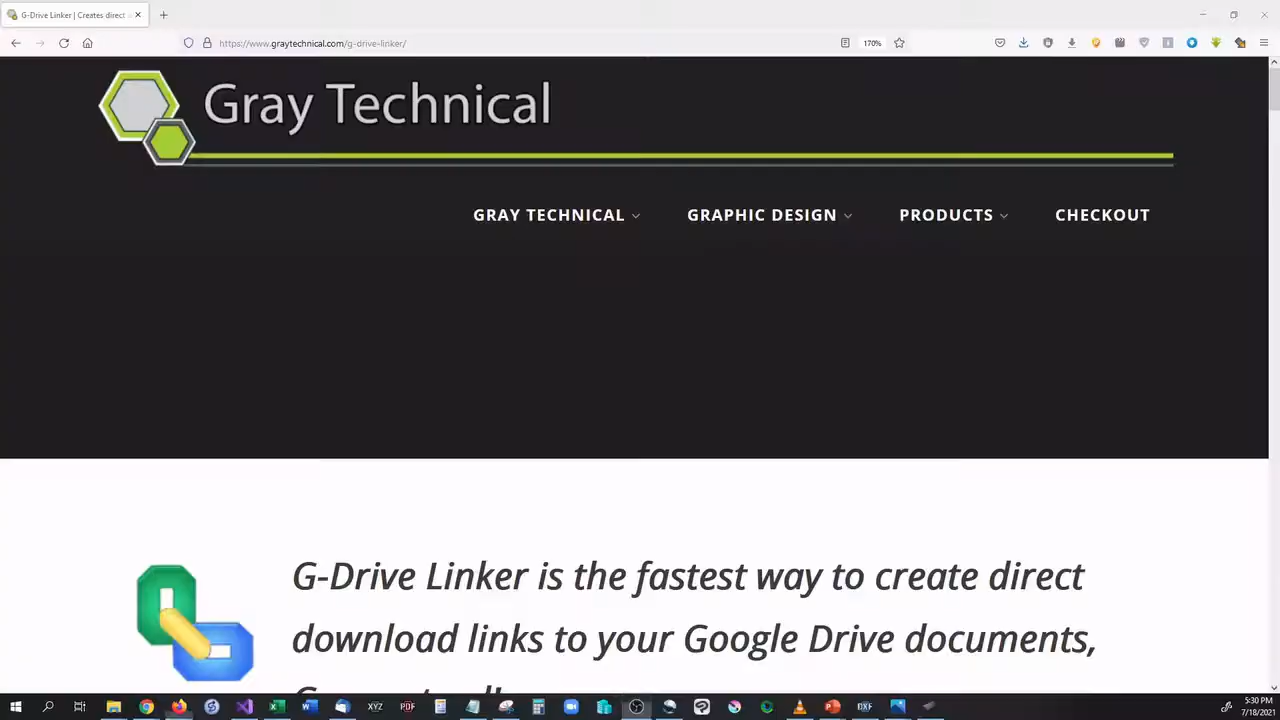 G-Drive Linker | Creates direct
https://www.graytechnical.com/g-drive-linker/
170%
Gray Technical
GRAY TECHNICAL
GRAPHIC DESIGN
PRODUCTS
CHECKOUT
G-Drive Linker is the fastest way to create direct
download links to your Google Drive documents,
XYZ
PDF
DXF
5:30 PM
7/18/2021